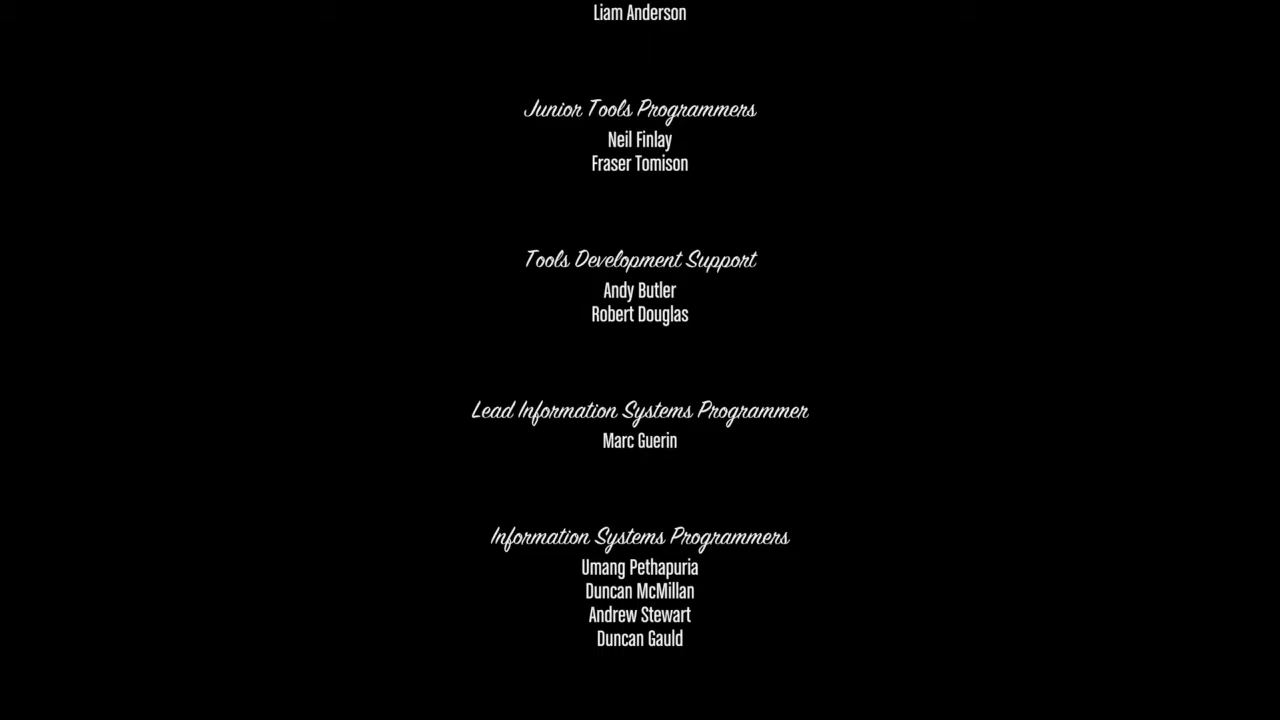 Liam Anderson
Junior Tools Programmers
Neil Finlay
Fraser Tomison
Tools Development Support
Andy Butler
Robert Douglas
Lead Information Systems Programmer
Marc Guerin
Information Systems Programmers
Umang Pethapuria
Duncan McMillan
Andrew Stewart
Duncan Gauld